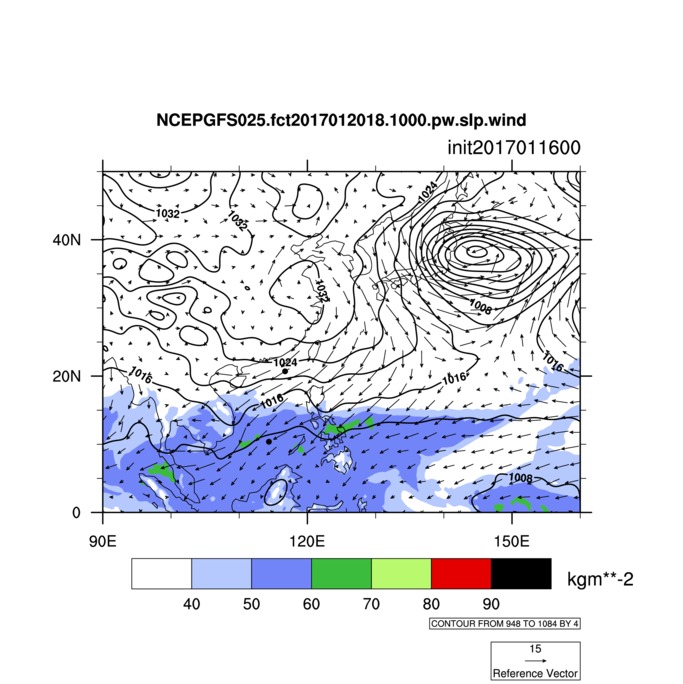 NCEPGFS025.fct2017012018.1000.pw.slp.wind
init2017011600
1024
1032
1032
40N
1032
1008
1024
1016
20N
1016
1016
1016
1008
0
90E 120E 150E
40 50 60 70 80 90
kgm**-2
CONTOUR FROM 948 TO 1084 BY 4
15
Reference Vector